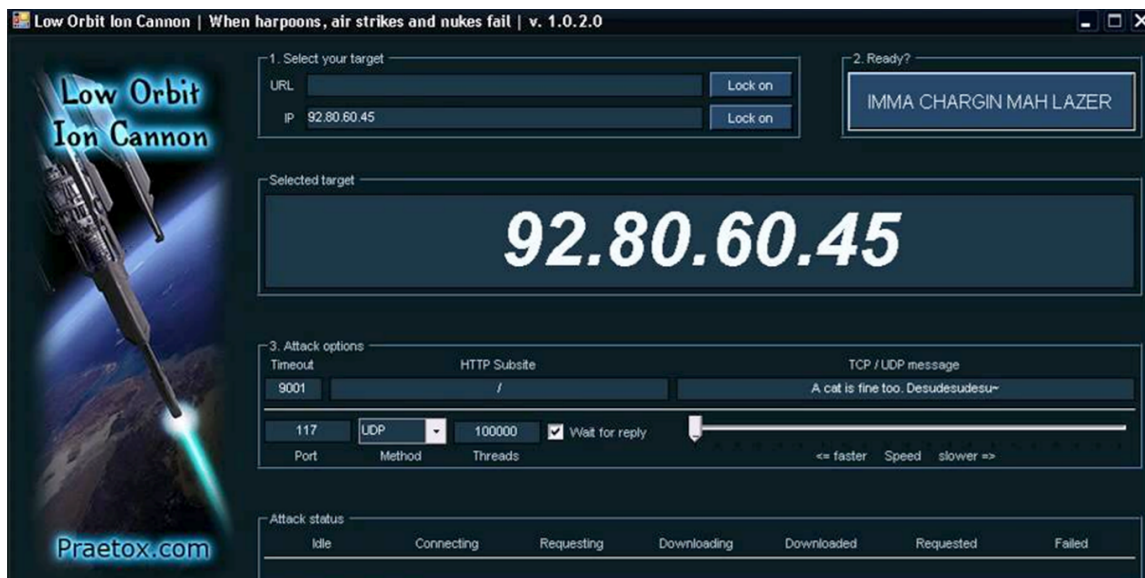 Low Orbit Ion Cannon | When harpoons, air strikes and nukes fail | v. 1.0.2.0
Low Orbit
Ion Cannon
1. Select your target
URL
Lock on
IP 92.80.60.45
Lock on
2. Ready?
IMMA CHARGIN MAH LAZER
Selected target
92.80.60.45
3. Attack options
Timeout HTTP Subsite TCP / UDP message
9001 / A cat is fine too. Desudesudesu~
117 UDP 100000 Wait for reply
Port Method Threads <= faster Speed slower =>
Attack status
Idle Connecting Requesting Downloading Downloaded Requested Failed
Praetox.com